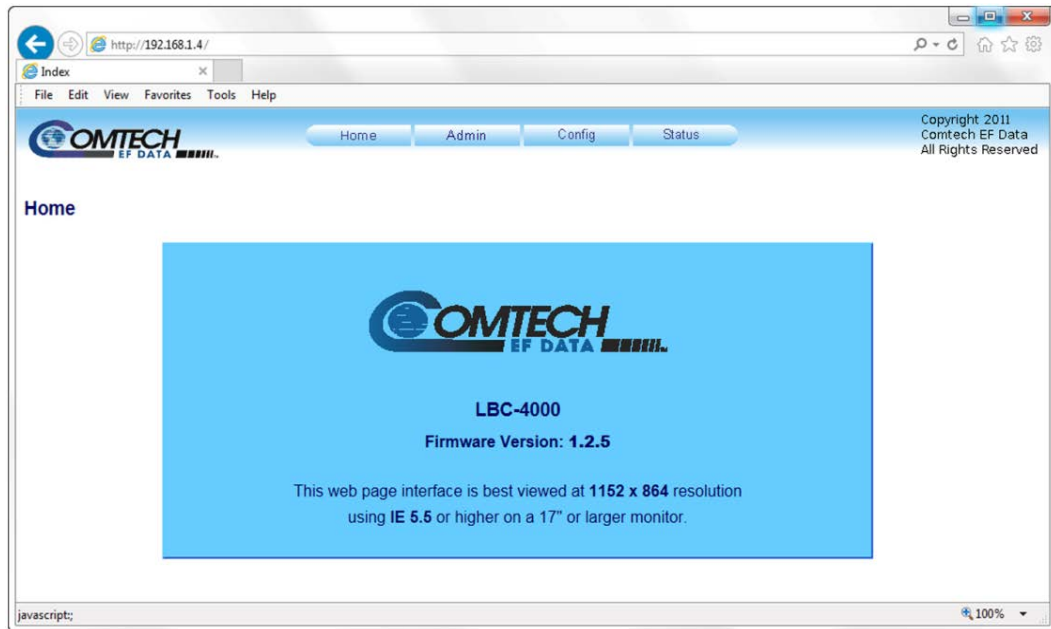 http://192.168.1.4/
Index
File Edit View Favorites Tools Help
COMTECH
EF DATA
Home Admin Config Status
Copyright 2011
Comtech EF Data
All Rights Reserved
Home
COMTECH
EF DATA
LBC-4000
Firmware Version: 1.2.5
This web page interface is best viewed at 1152 x 864 resolution
using IE 5.5 or higher on a 17" or larger monitor.
javascript:;
100%